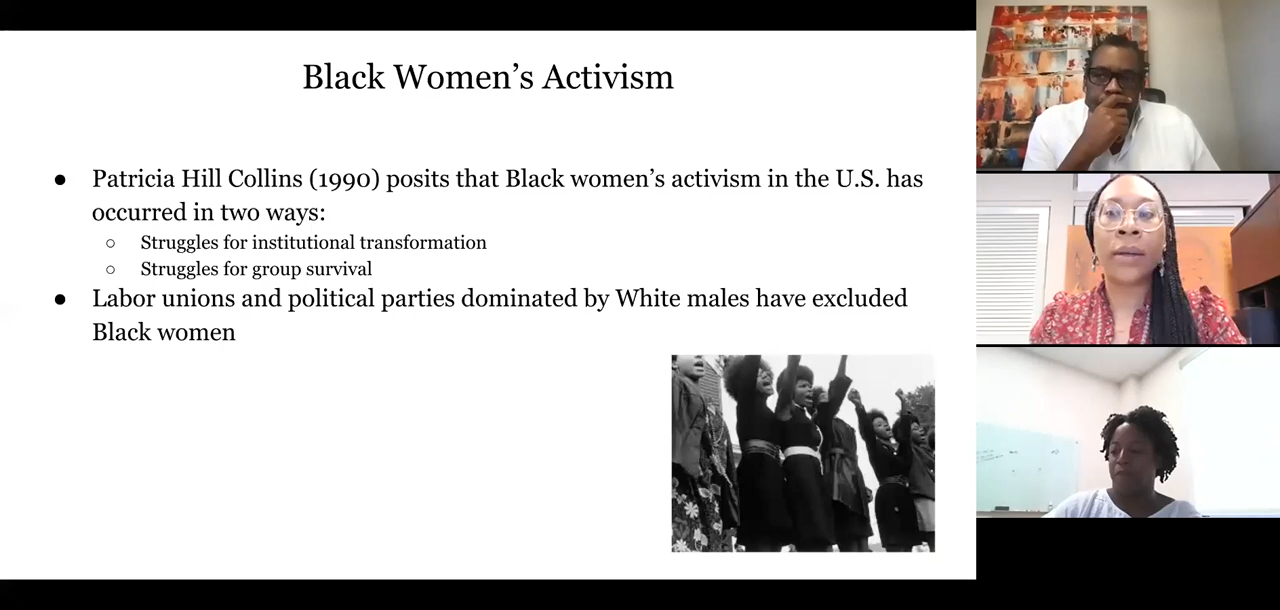 Black Women’s Activism
● Patricia Hill Collins (1990) posits that Black women’s activism in the U.S. has
occurred in two ways:
○ Struggles for institutional transformation
○ Struggles for group survival
● Labor unions and political parties dominated by White males have excluded
Black women